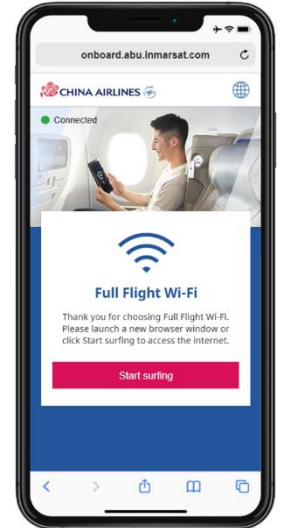 onboard.abu.inmarsat.com
CHINA AIRLINES
Connected
Full Flight Wi-Fi
Thank you for choosing Full Flight Wi-Fi.
Please launch a new browser window or
click Start surfing to access the internet.
Start surfing